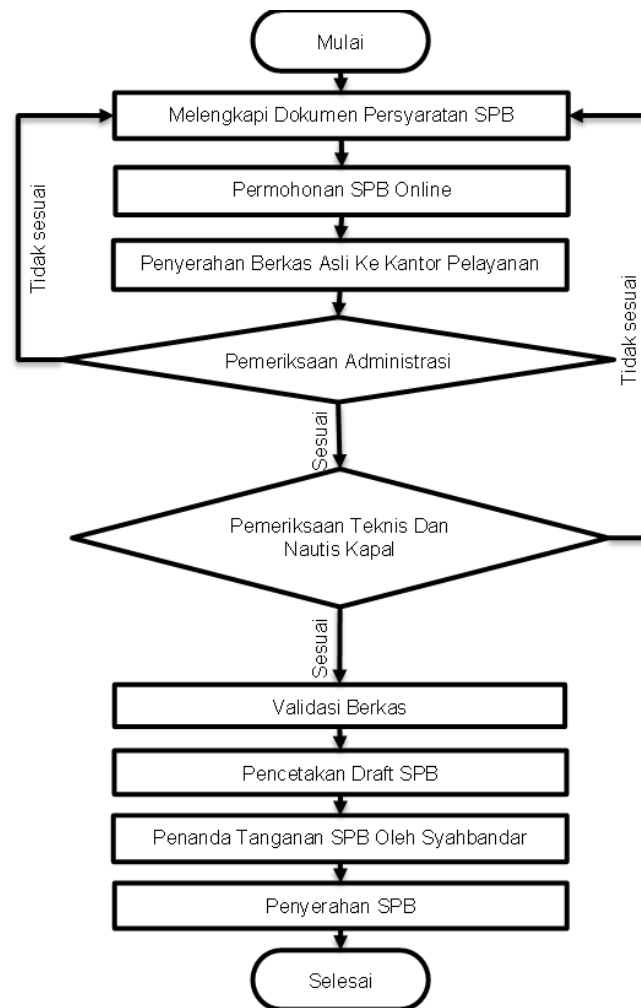 Mulai
Melengkapi Dokumen Persyaratan SPB
Permohonan SPB Online
Penyerahan Berkas Asli Ke Kantor Pelayanan
Tidak sesuai
Pemeriksaan Administrasi
Tidak sesuai
Sesuai
Pemeriksaan Teknis Dan
Nautis Kapal
Sesuai
Validasi Berkas
Pencetakan Draft SPB
Penanda Tanganan SPB Oleh Syahbandar
Penyerahan SPB
Selesai